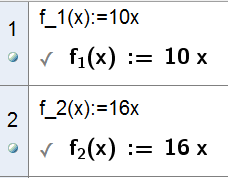 1
f_1(x):=10x
✓ f₁(x) := 10 x
2
f_2(x):=16x
✓ f₂(x) := 16 x